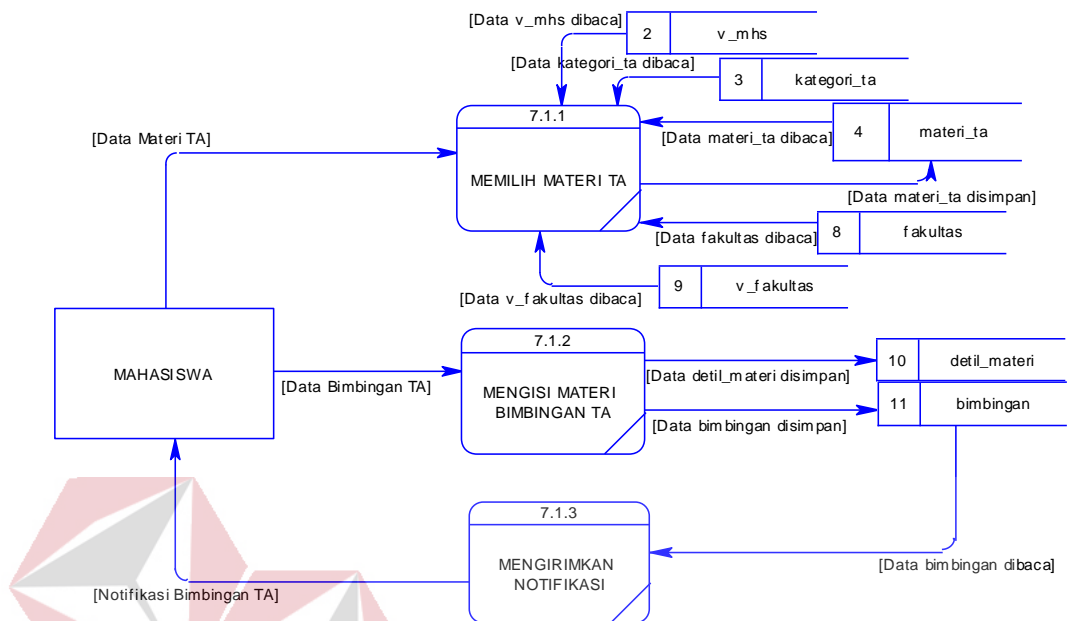 [Data v_mhs dibaca]
2
v_mhs
[Data kategori_ta dibaca]
3
kategori_ta
7.1.1
[Data Materi TA]
[Data materi_ta dibaca]
4
materi_ta
MEMILIH MATERI TA
[Data materi_ta disimpan]
[Data fakultas dibaca]
8
fakultas
[Data v_fakultas dibaca]
9
v_fakultas
7.1.2
MAHASISWA
[Data Bimbingan TA]
MENGISI MATERI
BIMBINGAN TA
[Data detil_materi disimpan]
10
detil_materi
[Data bimbingan disimpan]
11
bimbingan
7.1.3
MENGIRIMKAN
NOTIFIKASI
[Data bimbingan dibaca]
[Notifikasi Bimbingan TA]